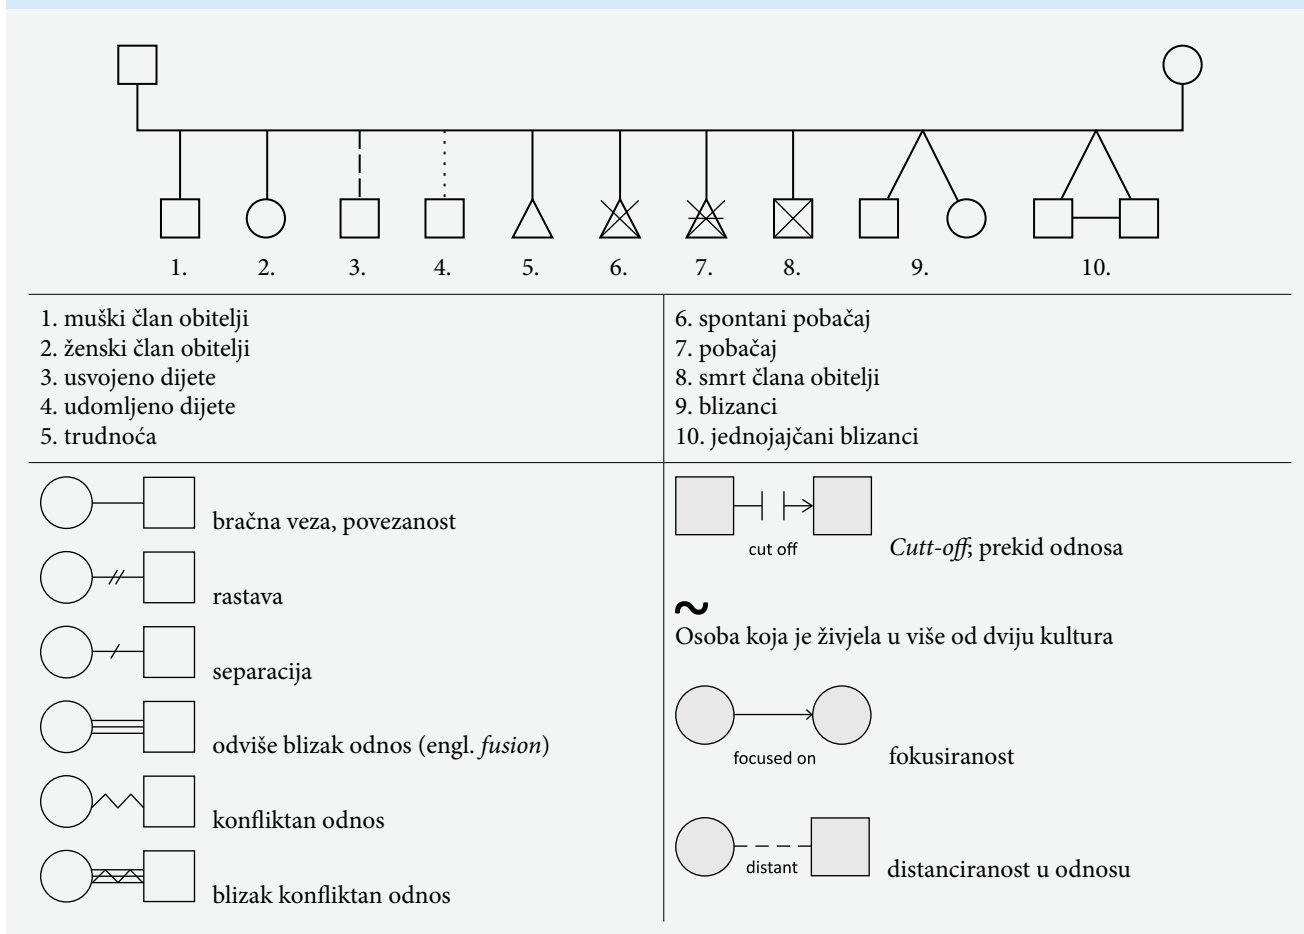 1.
2.
3.
4.
5.
6.
7.
8.
9.
10.
1. muški član obitelji
2. ženski član obitelji
3. usvojeno dijete
4. udomljeno dijete
5. trudnoća
6. spontani pobačaj
7. pobačaj
8. smrt člana obitelji
9. blizanci
10. jednojajčani blizanci
bračna veza, povezanost
rastava
separacija
odviše blizak odnos (engl. fusion)
konfliktan odnos
blizak konfliktan odnos
cut off
Cutt-off; prekid odnosa
~
Osoba koja je živjela u više od dviju kultura
focused on
fokusiranost
distant
distanciranost u odnosu